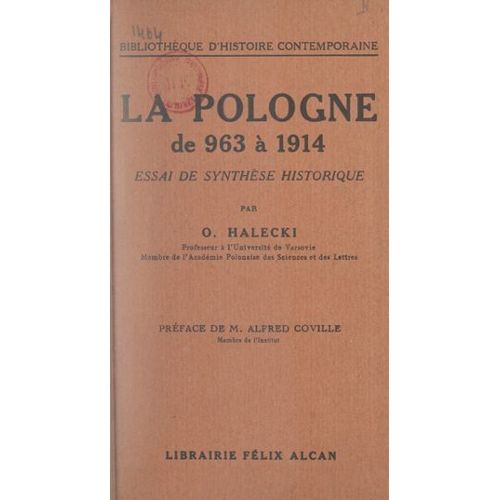 1464
BIBLIOTHÈQUE D'HISTOIRE CONTEMPORAINE
LA POLOGNE
de 963 à 1914
ESSAI DE SYNTHÈSE HISTORIQUE
PAR
O. HALECKI
Professeur à l'Université de Varsovie
Membre de l'Académie Polonaise des Sciences et des Lettres
PRÉFACE DE M. ALFRED COVILLE
Membre de l'Institut
LIBRAIRIE FÉLIX ALCAN